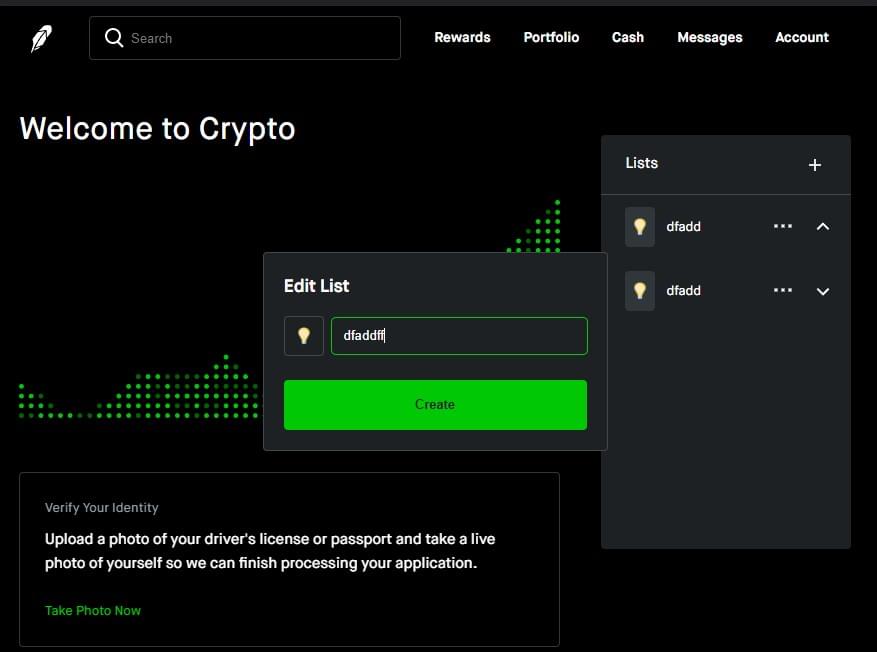 Search
Rewards
Portfolio
Cash
Messages
Account
Welcome to Crypto
Lists
dfadd
dfadd
Edit List
dfaddff
Create
Verify Your Identity
Upload a photo of your driver's license or passport and take a live
photo of yourself so we can finish processing your application.
Take Photo Now